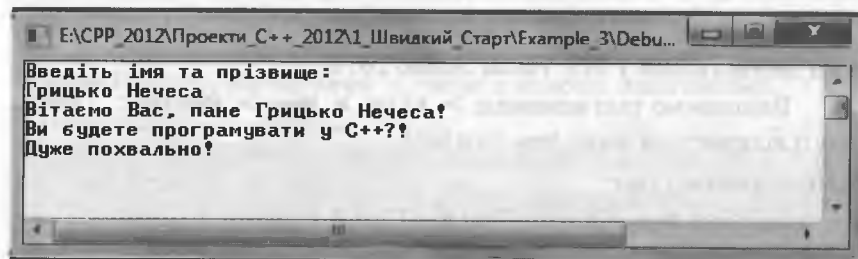 E:\CPP_2012\Проекти_C++_2012\1_Швидкий_Старт\Example_3\Debu...
Введіть імя та прізвище:
Грицько Нечеса
Вітаємо Вас, пане Грицько Нечеса!
Ви будете програмувати у C++?!
Дуже похвально!